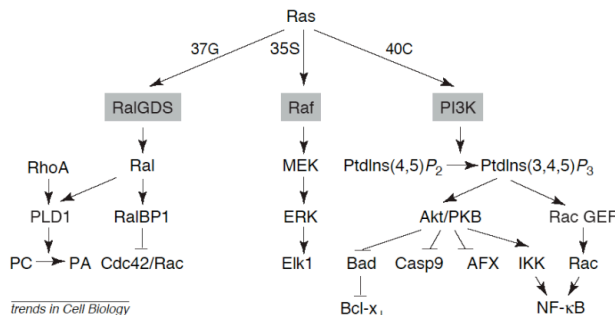 Ras
37G 35S 40C
RalGDS Raf PI3K
RhoA Ral MEK PtdIns(4,5)P2 PtdIns(3,4,5)P3
PLD1 RalBP1 ERK Akt/PKB Rac GEF
PC PA Cdc42/Rac Elk1 Bad Casp9 AFX IKK Rac
trends in Cell Biology Bcl-xL NF-κB